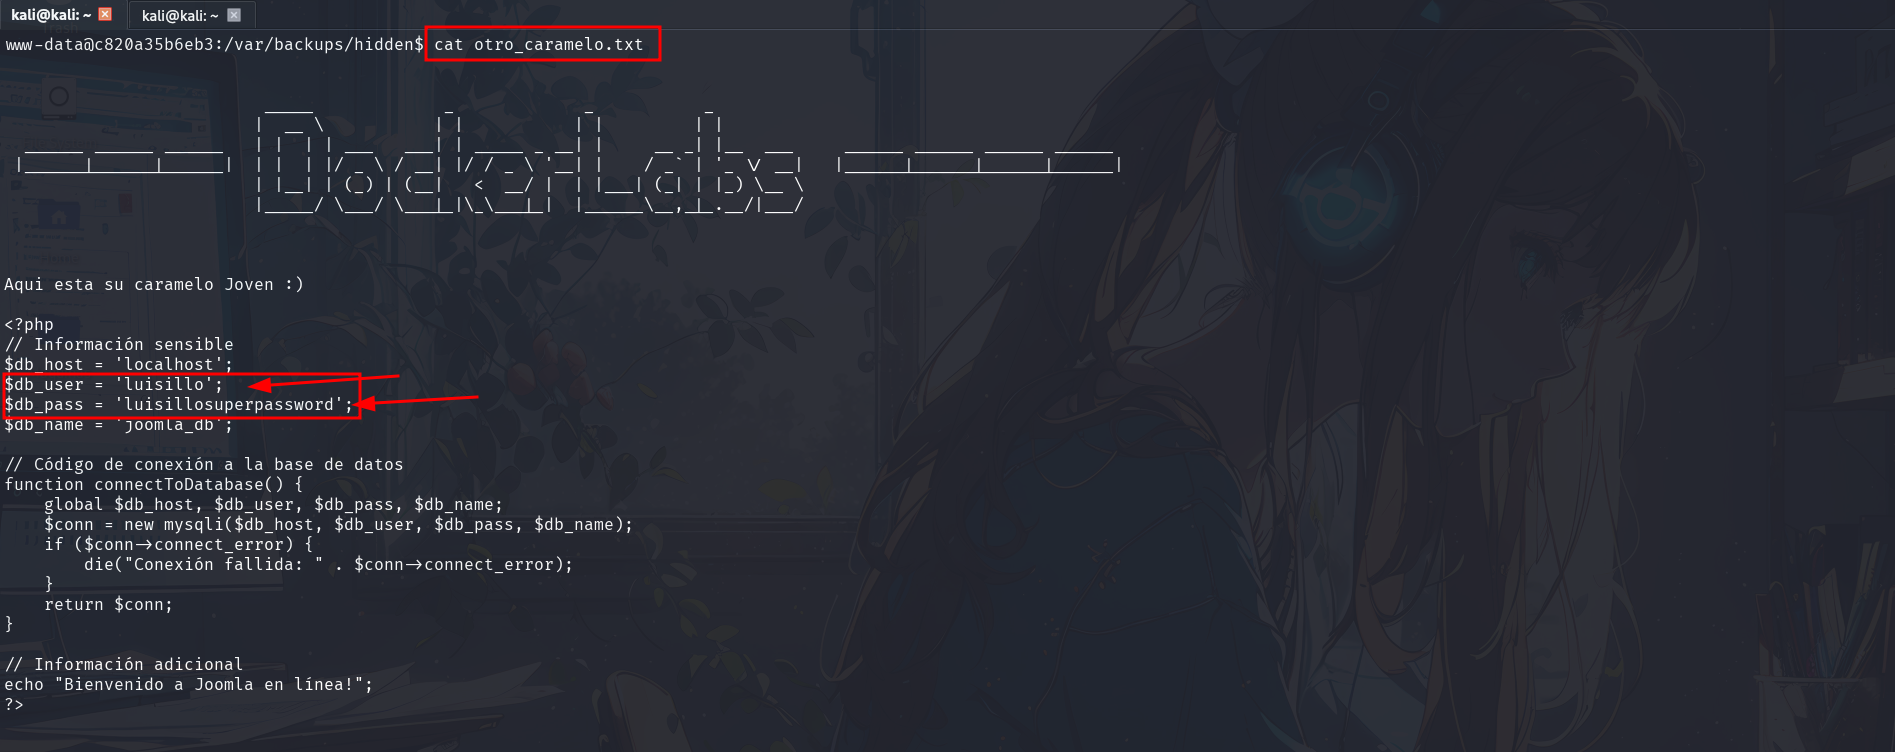 kali@kali: ~
kali@kali: ~
www-data@c820a35b6eb3:/var/backups/hidden$ cat otro_caramelo.txt
DockerLabs
Aqui esta su caramelo Joven :)
<?php
// Información sensible
$db_host = 'localhost';
$db_user = 'luisillo';
$db_pass = 'luisillosuperpassword';
$db_name = 'joomla_db';
// Código de conexión a la base de datos
function connectToDatabase() {
    global $db_host, $db_user, $db_pass, $db_name;
    $conn = new mysqli($db_host, $db_user, $db_pass, $db_name);
    if ($conn->connect_error) {
        die("Conexión fallida: " . $conn->connect_error);
    }
    return $conn;
}
// Información adicional
echo "Bienvenido a Joomla en línea!";
?>